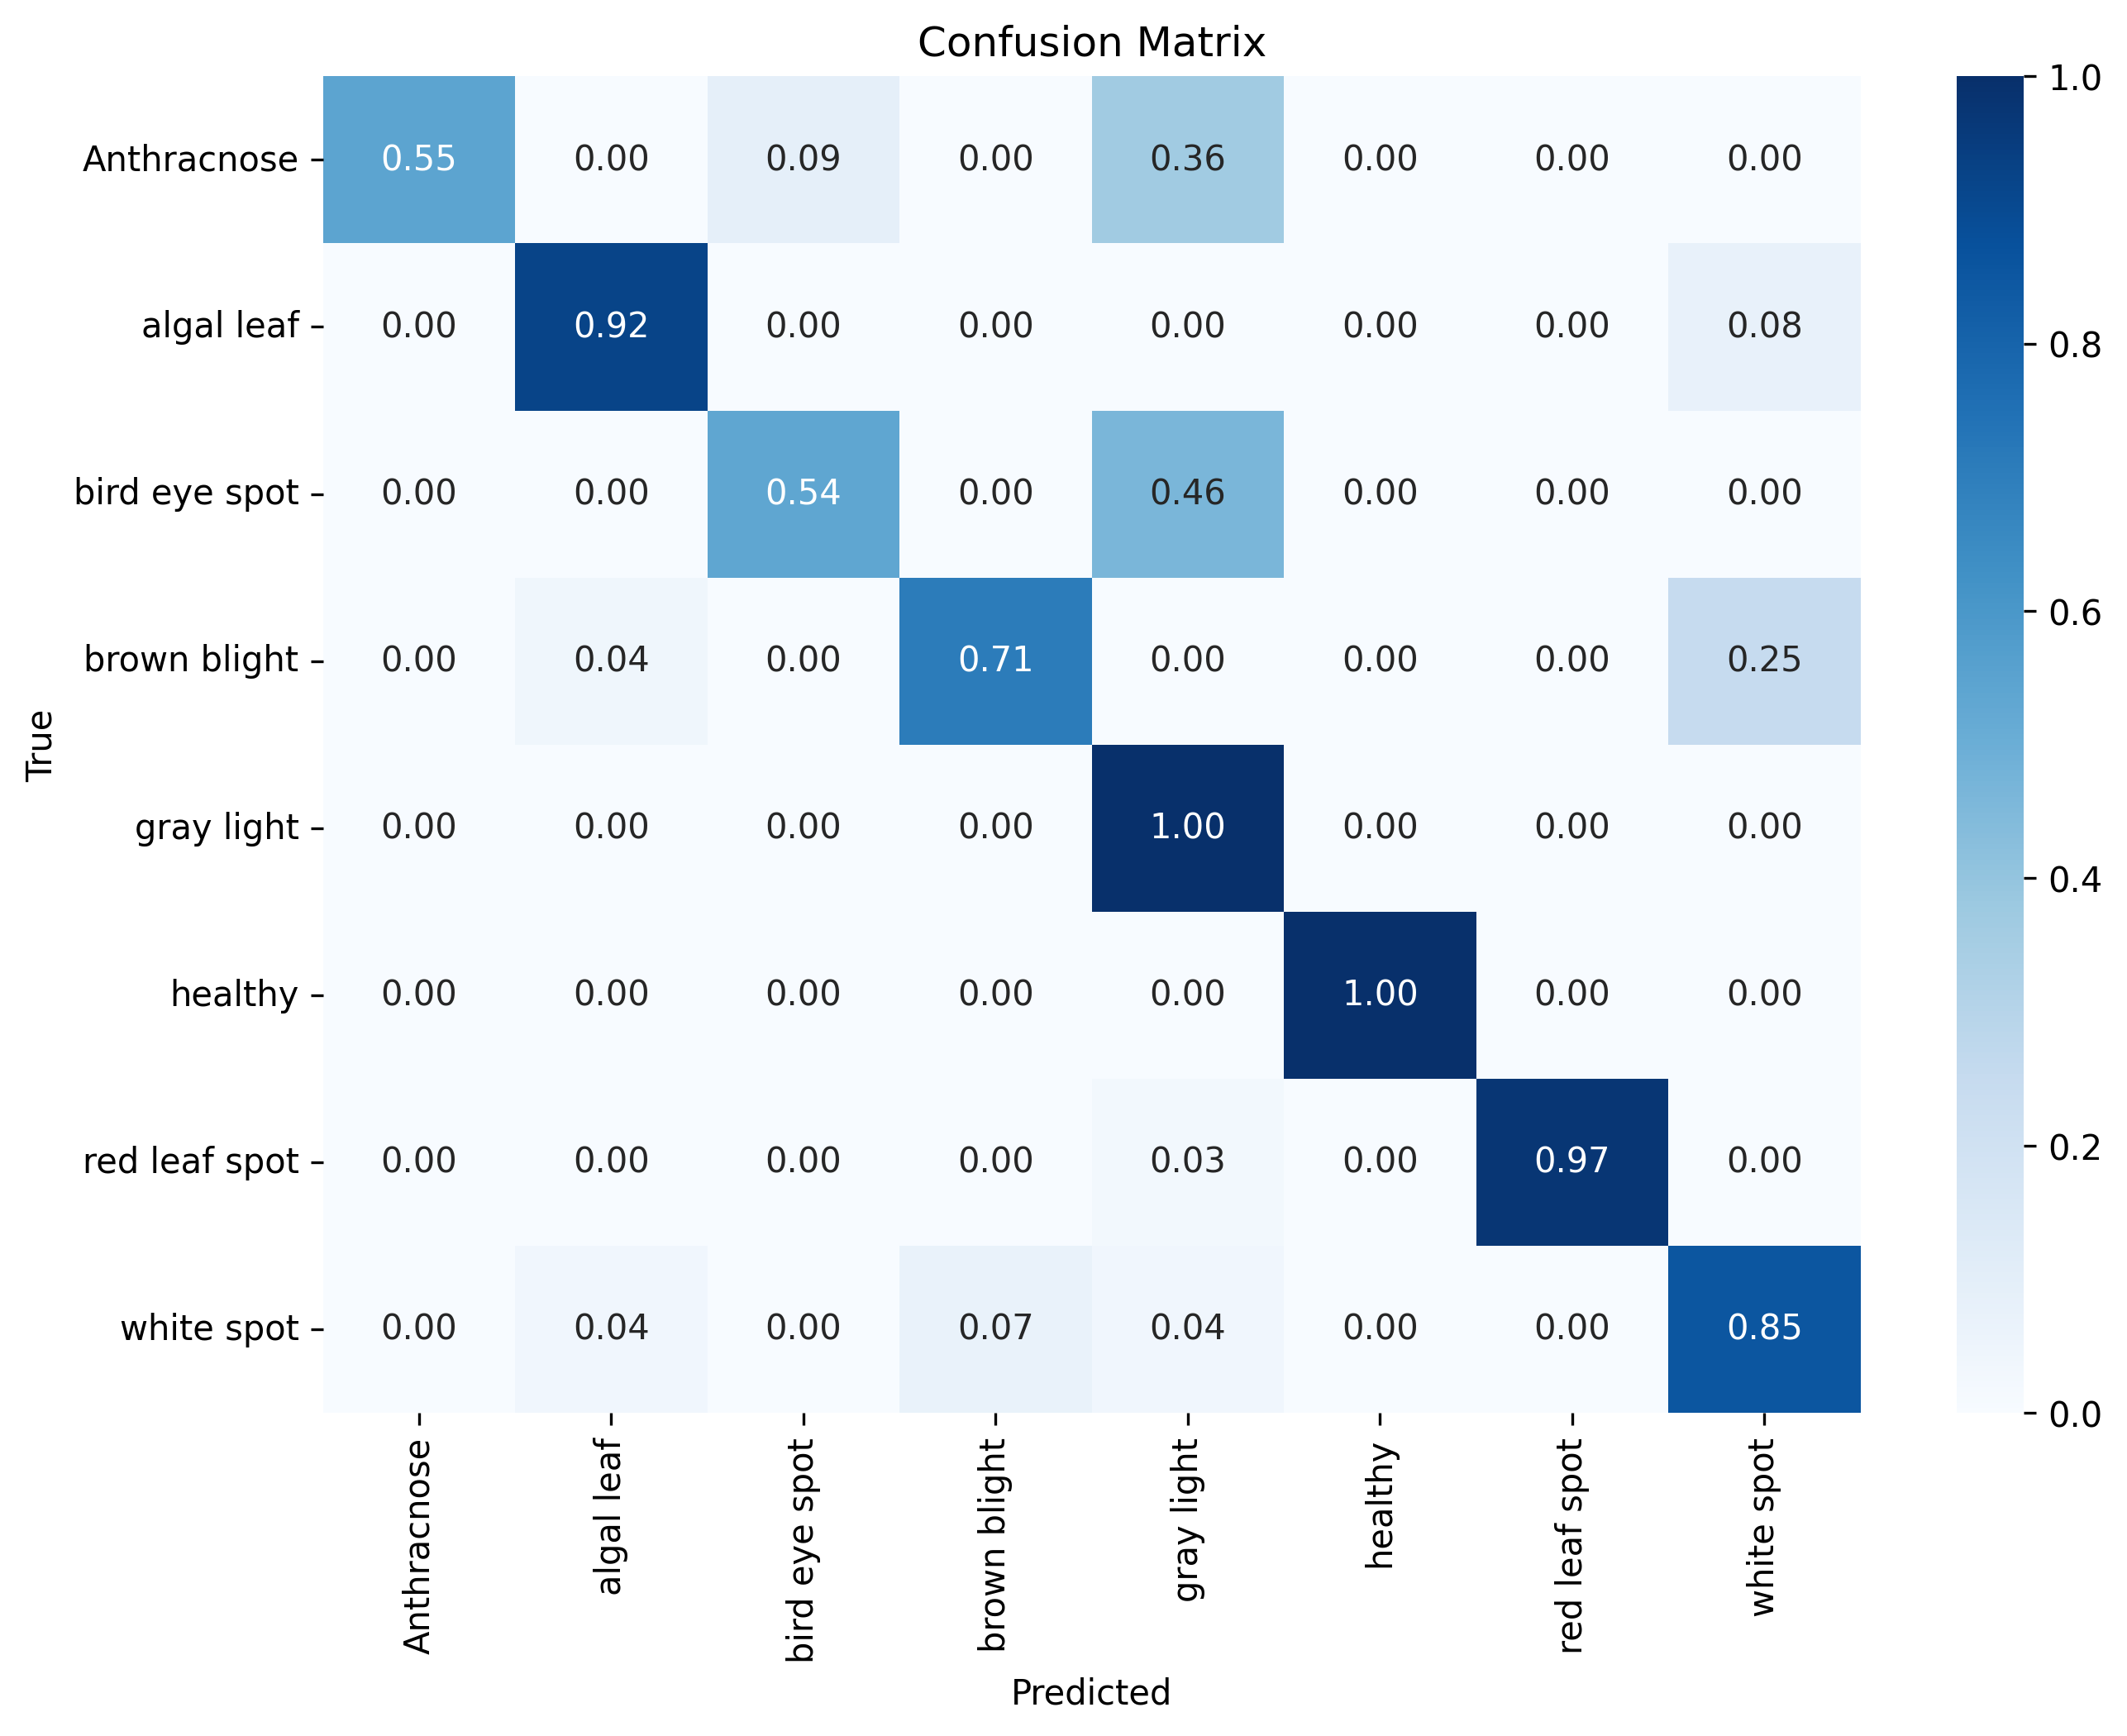 Confusion Matrix
Anthracnose 0.55 0.00 0.09 0.00 0.36 0.00 0.00 0.00
algal leaf 0.00 0.92 0.00 0.00 0.00 0.00 0.00 0.08
bird eye spot 0.00 0.00 0.54 0.00 0.46 0.00 0.00 0.00
brown blight 0.00 0.04 0.00 0.71 0.00 0.00 0.00 0.25
gray light 0.00 0.00 0.00 0.00 1.00 0.00 0.00 0.00
healthy 0.00 0.00 0.00 0.00 0.00 1.00 0.00 0.00
red leaf spot 0.00 0.00 0.00 0.00 0.03 0.00 0.97 0.00
white spot 0.00 0.04 0.00 0.07 0.04 0.00 0.00 0.85
True
Anthracnose
algal leaf
bird eye spot
brown blight
gray light
healthy
red leaf spot
white spot
Predicted
1.0
0.8
0.6
0.4
0.2
0.0